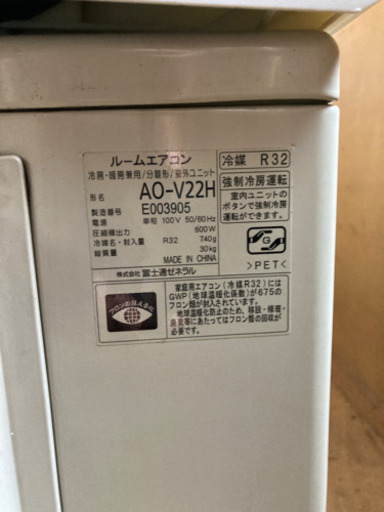 ルームエアコン
冷房・暖房兼用/分離形/室外ユニット
形名 AO-V22H
製造番号 E003905
電源 単相 100V 50/60Hz
圧縮機出力 600W
冷媒名・封入量 R32 740g
総質量 30kg
MADE IN CHINA
株式会社富士通ゼネラル
冷媒 R32
強制冷房運転
室内ユニットの
ボタンで強制冷房
運転ができます。
G
>PET<
フロンの見える化
家庭用エアコン(冷媒R32)には
GWP(地球温暖化係数)が675の
フロン類が封入されています。
地球温暖化防止のため、移設・修理・
廃棄等にあたってはフロン類の回収が
必要です。